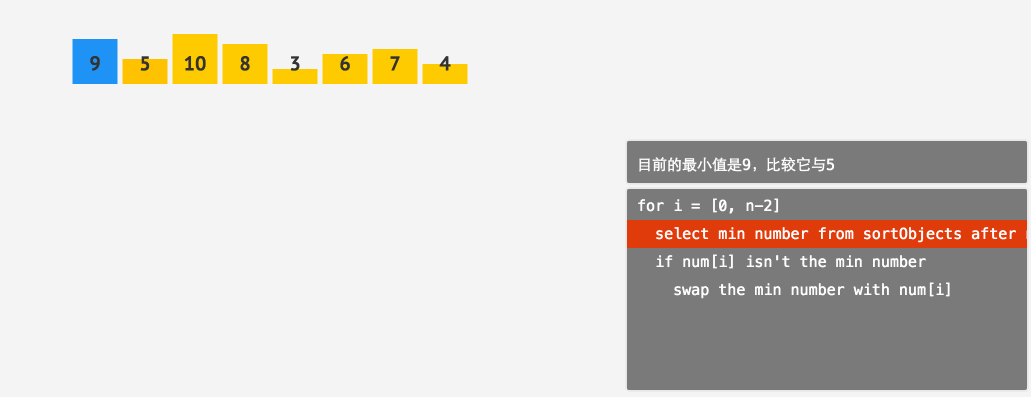 9 5 10 8 3 6 7 4
目前的最小值是9，比较它与5
for i = [0, n-2]
select min number from sortObjects after
if num[i] isn't the min number
swap the min number with num[i]